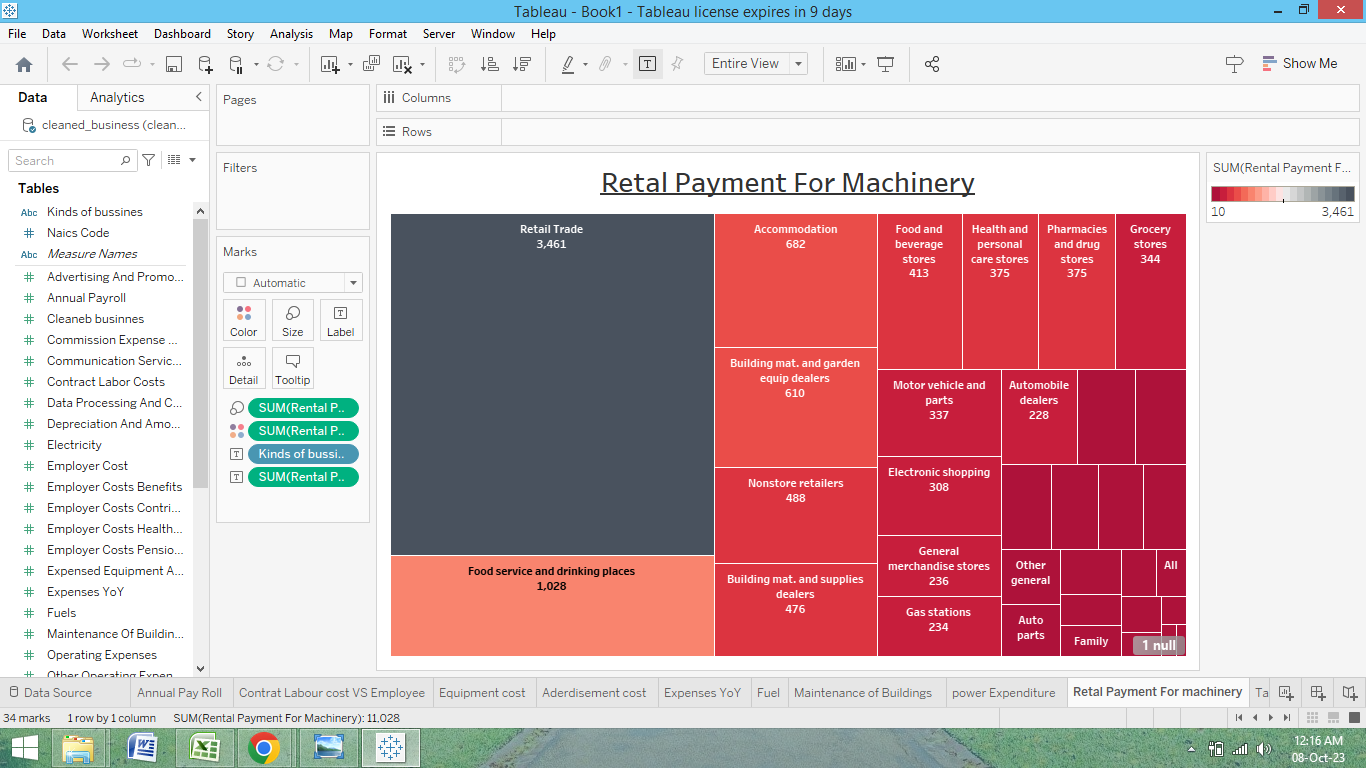 Tableau - Book1 - Tableau license expires in 9 days
File Data Worksheet Dashboard Story Analysis Map Format Server Window Help
Entire View
Show Me
Data Analytics
cleaned_business (clean...
Search
Tables
Abc Kinds of bussines
Naics Code
Abc Measure Names
Advertising And Promo...
Annual Payroll
Cleaneb businnes
Commission Expense ...
Communication Servic...
Contract Labor Costs
Data Processing And C...
Depreciation And Amo...
Electricity
Employer Cost
Employer Costs Benefits
Employer Costs Contri...
Employer Costs Health...
Employer Costs Pensio...
Expensed Equipment A...
Expenses YoY
Fuels
Maintenance Of Buildin...
Operating Expenses
Other Operating Expen
Pages
Filters
Marks
Automatic
Color Size Label
Detail Tooltip
SUM(Rental P..
SUM(Rental P..
Kinds of bussi..
SUM(Rental P..
Columns
Rows
Retal Payment For Machinery
Retail Trade
3,461
Food service and drinking places
1,028
Accommodation
682
Building mat. and garden
equip dealers
610
Nonstore retailers
488
Building mat. and supplies
dealers
476
Food and
beverage
stores
413
Health and
personal
care stores
375
Pharmacies
and drug
stores
375
Grocery
stores
344
Motor vehicle and
parts
337
Automobile
dealers
228
Electronic shopping
308
General
merchandise stores
236
Gas stations
234
Other
general
Auto
parts
Family
All
1 null
SUM(Rental Payment F...
10 3,461
Data Source Annual Pay Roll Contrat Labour cost VS Employee Equipment cost Aderdisement cost Expenses YoY Fuel Maintenance of Buildings power Expenditure Retal Payment For machinery Ta
34 marks 1 row by 1 column SUM(Rental Payment For Machinery): 11,028
12:16 AM
08-Oct-23